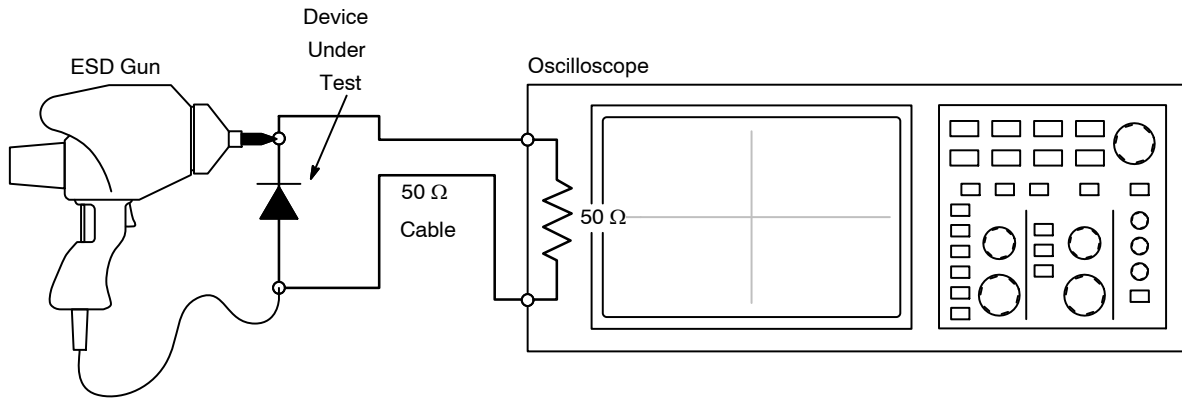 Device
Under
Test
ESD Gun
Oscilloscope
50 Ω
Cable
50 Ω